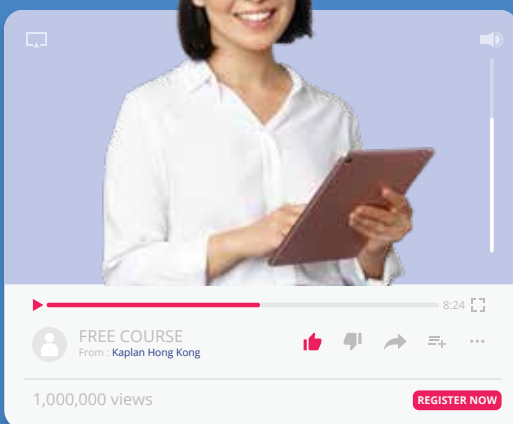 8:24
FREE COURSE
From : Kaplan Hong Kong
1,000,000 views
REGISTER NOW